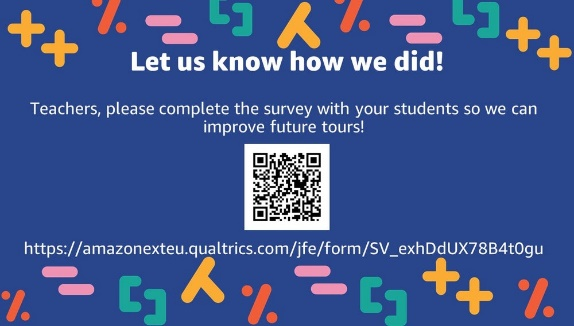 Let us know how we did!
Teachers, please complete the survey with your students so we can
improve future tours!
https://amazonexteu.qualtrics.com/jfe/form/SV_exhDdUX78B4t0gu